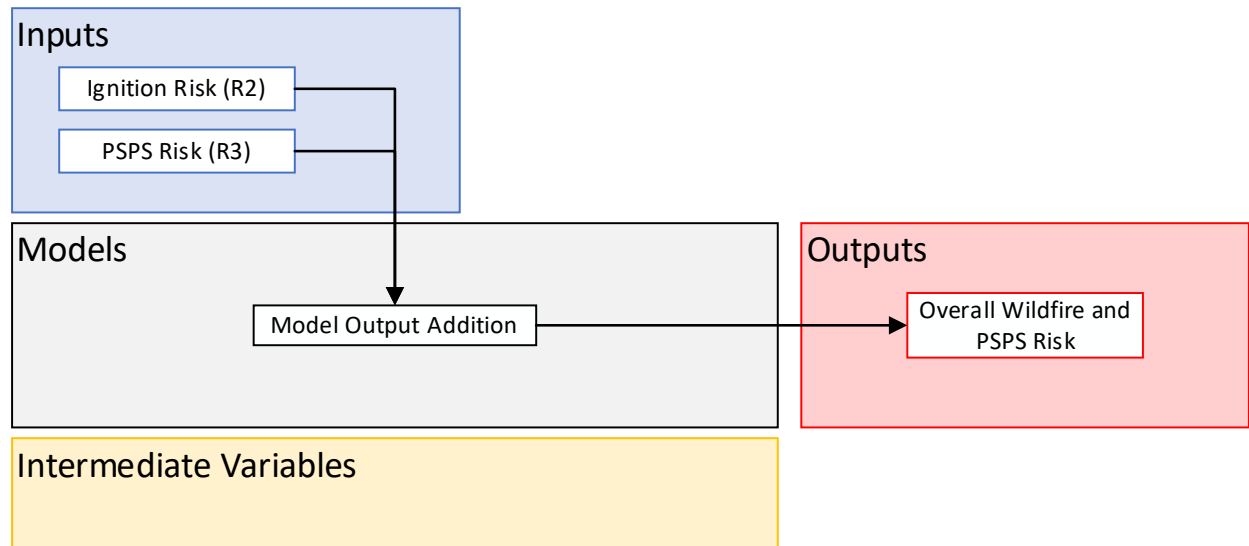 Inputs
Ignition Risk (R2)
PSPS Risk (R3)
Models
Model Output Addition
Outputs
Overall Wildfire and
PSPS Risk
Intermediate Variables